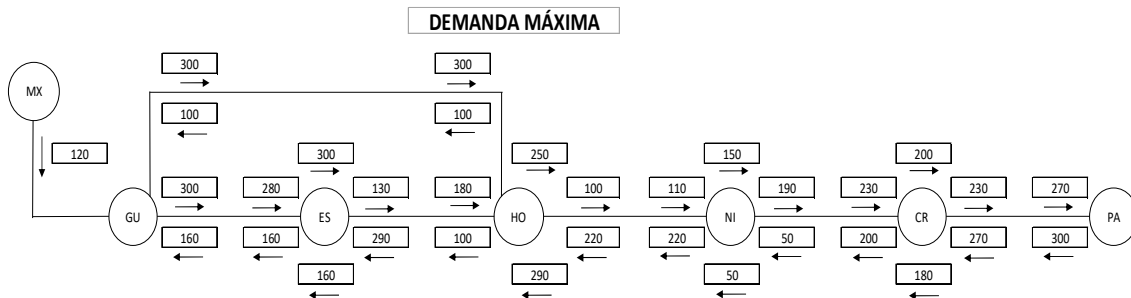 DEMANDA MÁXIMA
300 300
MX
100 100
120 300 250 150 200
300 280 130 180 100 110 190 230 230 270
GU ES HO NI CR PA
160 160 290 100 220 220 50 200 270 300
160 290 50 180